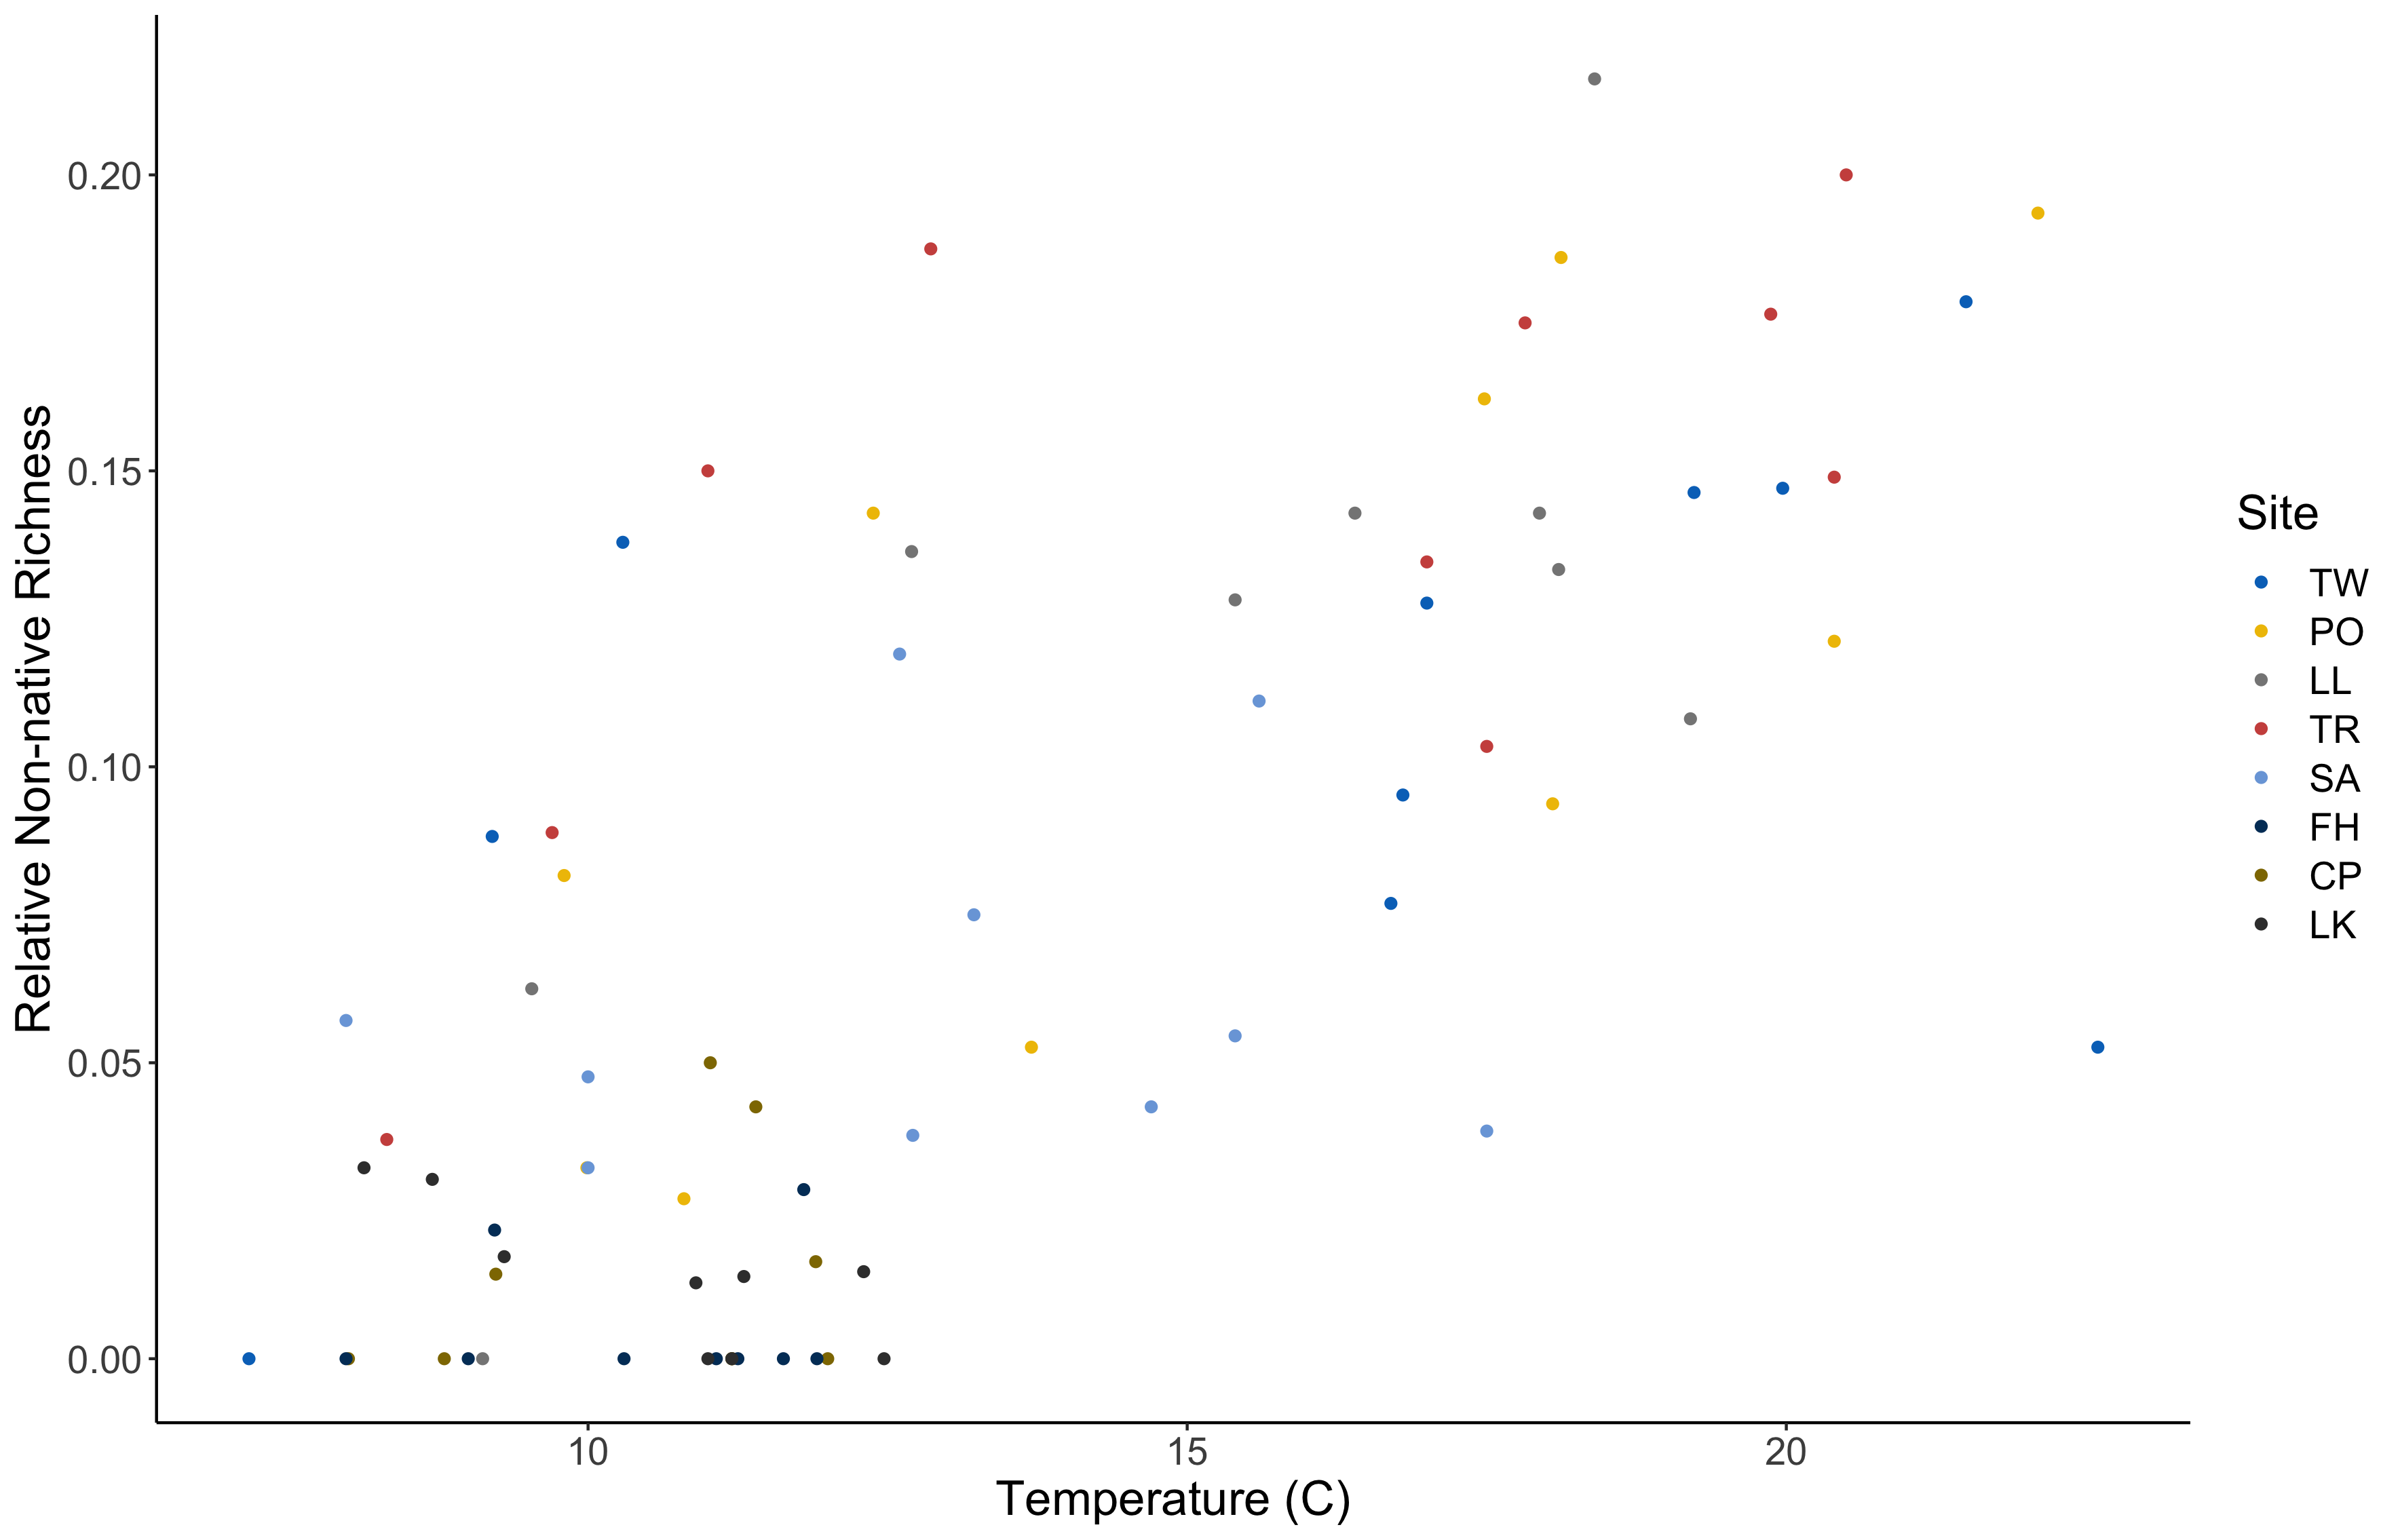 Relative Non-native Richness
0.20
0.15
0.10
0.05
0.00
10 15 20
Temperature (C)
Site
TW
PO
LL
TR
SA
FH
CP
LK